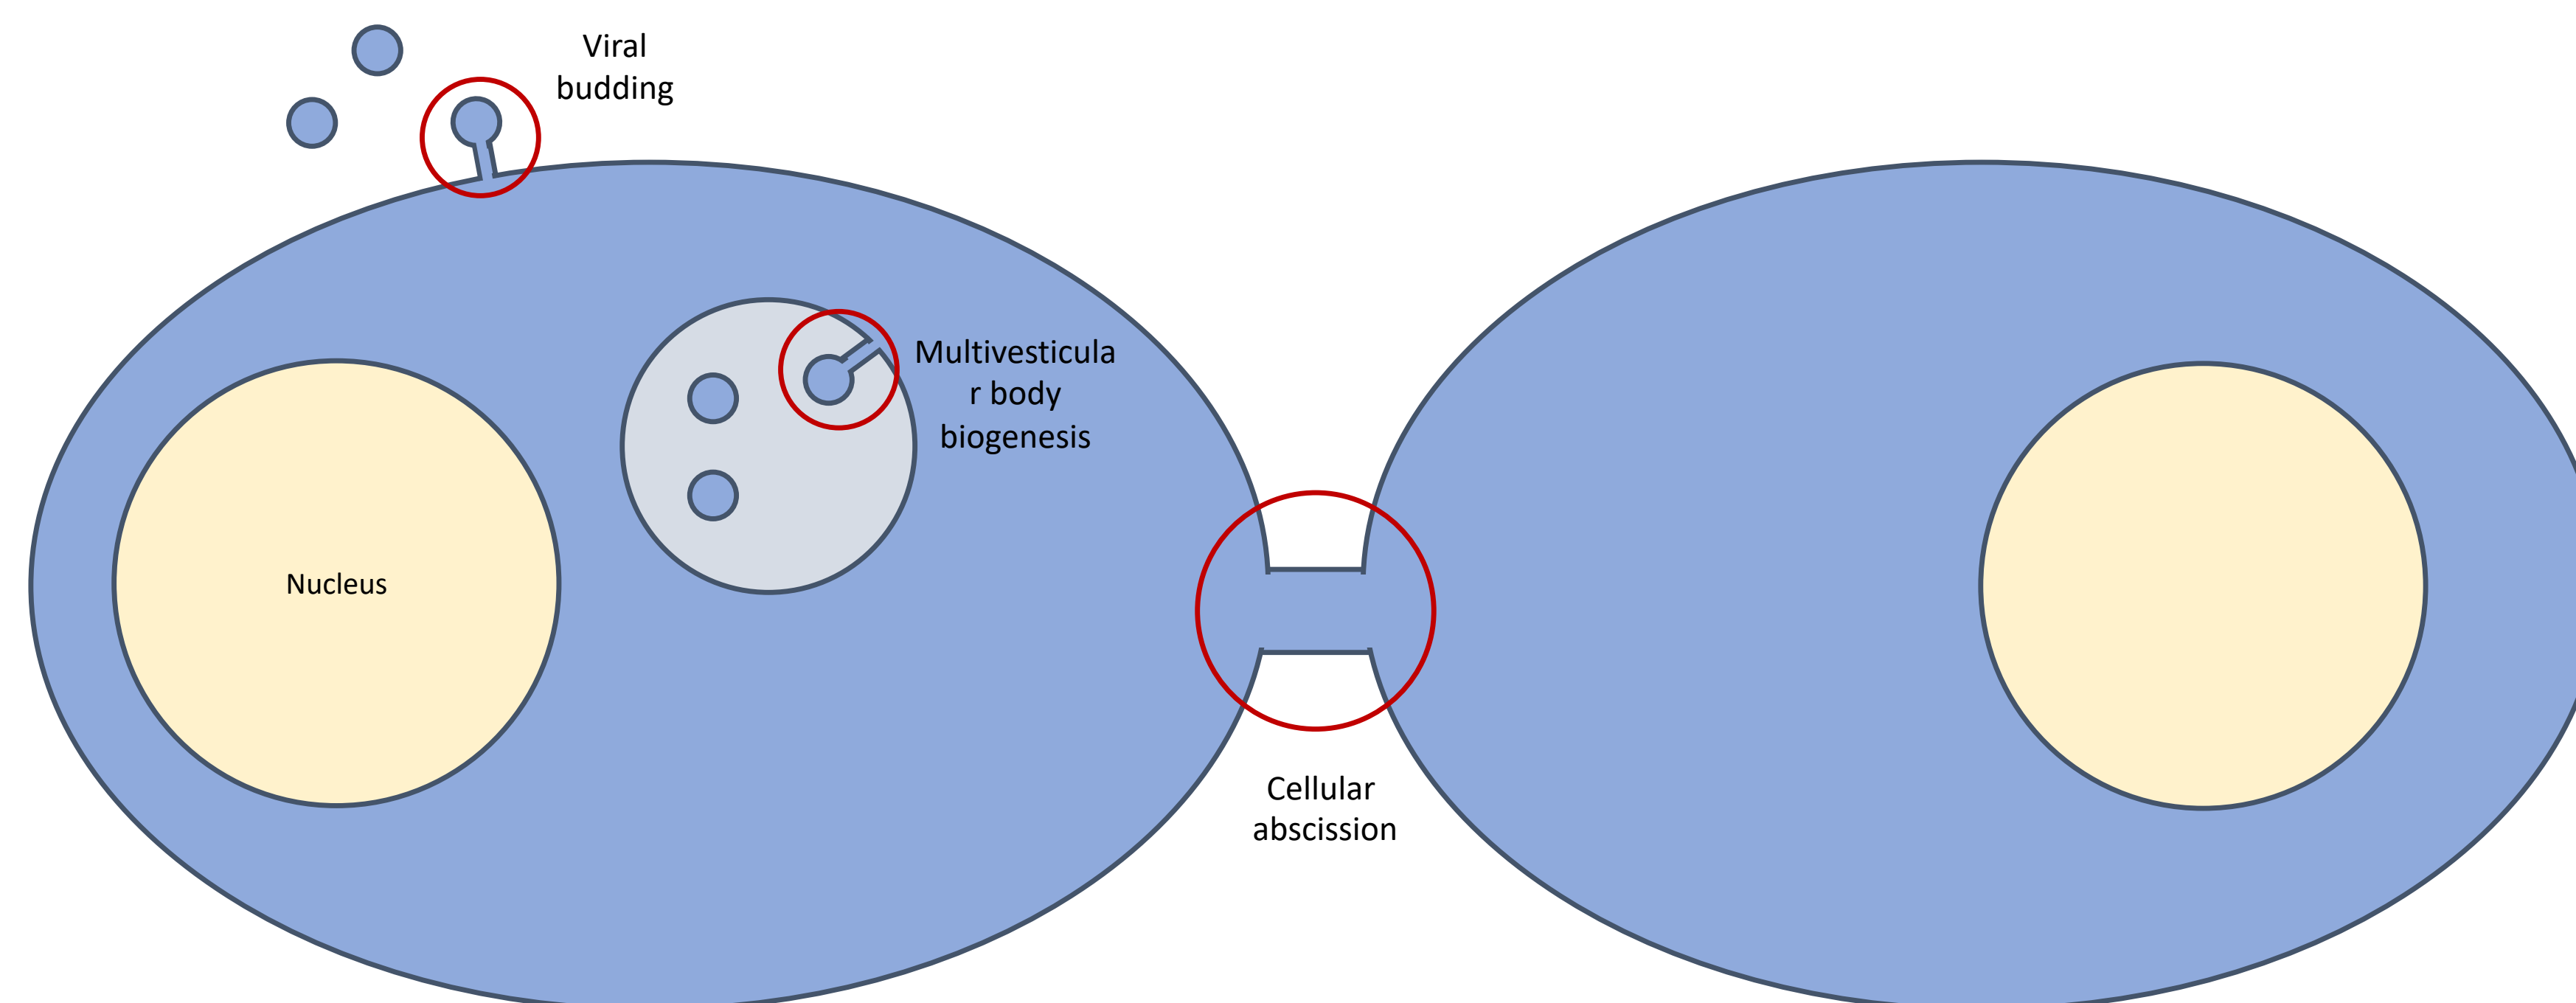 Viral
budding
Multivesicula
r body
biogenesis
Nucleus
Cellular
abscission